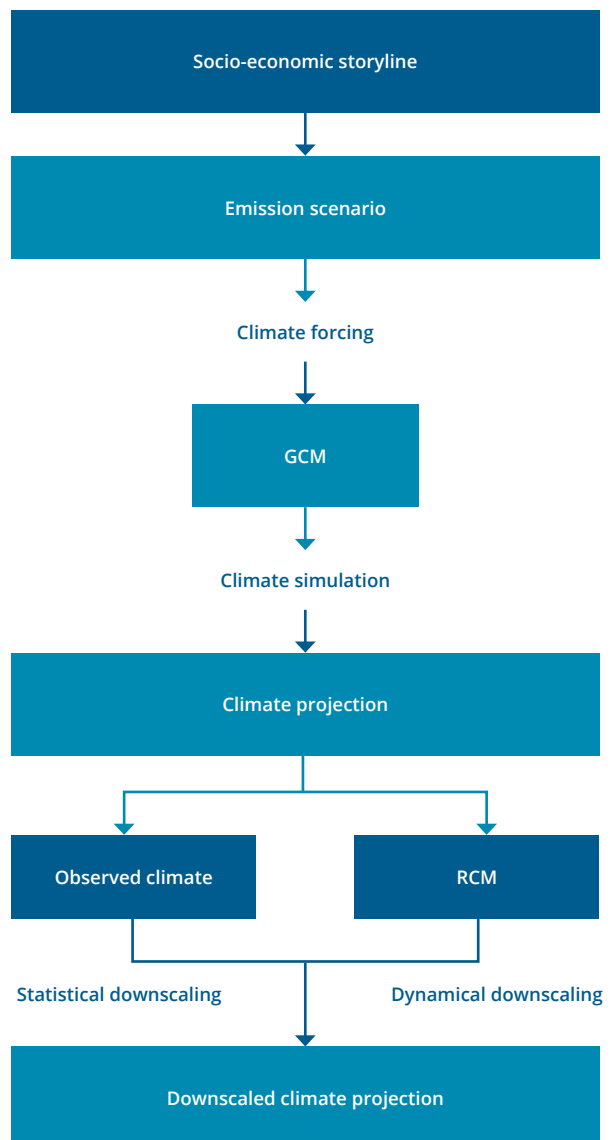 Socio-economic storyline
Emission scenario
Climate forcing
GCM
Climate simulation
Climate projection
Observed climate
RCM
Statistical downscaling
Dynamical downscaling
Downscaled climate projection